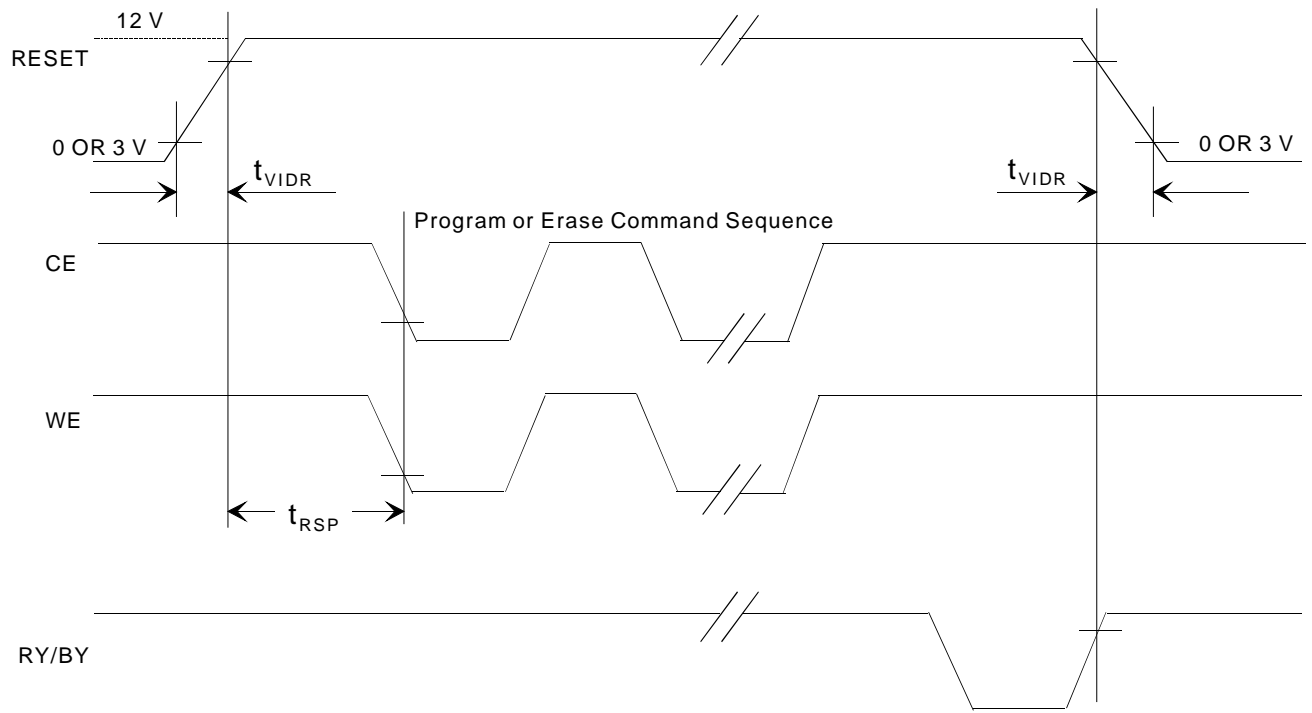 12 V
RESET
0 OR 3 V
0 OR 3 V
tVIDR
tVIDR
Program or Erase Command Sequence
CE
WE
tRSP
RY/BY